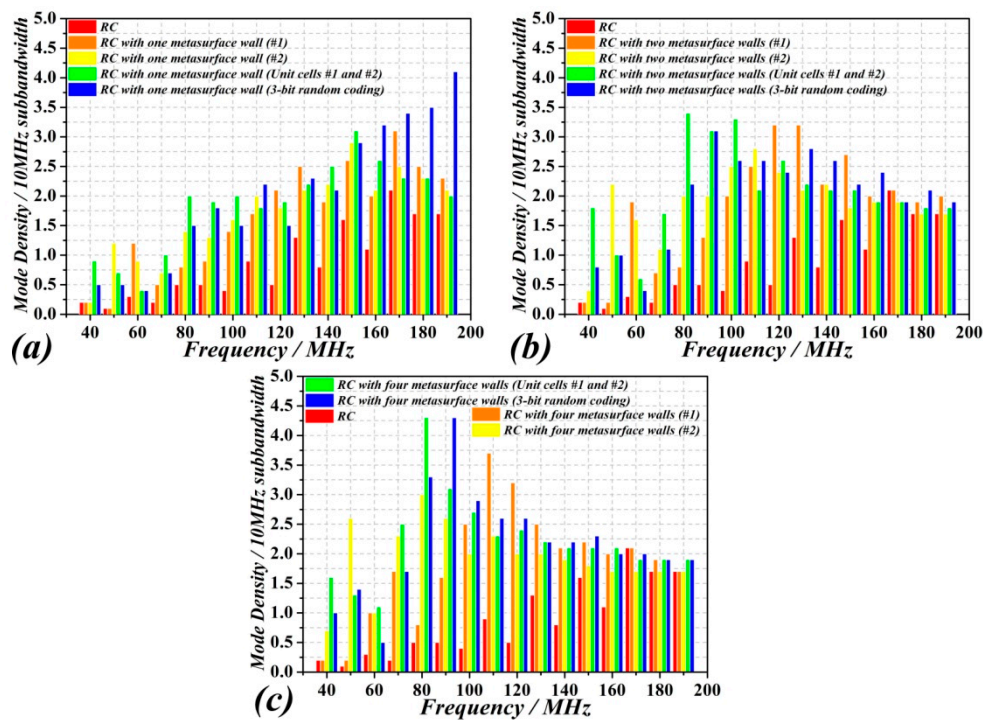 RC
RC with one metasurface wall (#1)
RC with one metasurface wall (#2)
RC with one metasurface wall (Unit cells #1 and #2)
RC with one metasurface wall (3-bit random coding)
Mode Density / 10MHz subbandwidth
5.0
4.5
4.0
3.5
3.0
2.5
2.0
1.5
1.0
0.5
0.0
40 60 80 100 120 140 160 180 200
Frequency / MHz
(a)
RC
RC with two metasurface walls (#1)
RC with two metasurface walls (#2)
RC with two metasurface walls (Unit cells #1 and #2)
RC with two metasurface walls (3-bit random coding)
Mode Density / 10MHz subbandwidth
5.0
4.5
4.0
3.5
3.0
2.5
2.0
1.5
1.0
0.5
0.0
40 60 80 100 120 140 160 180 200
Frequency / MHz
(b)
RC with four metasurface walls (Unit cells #1 and #2)
RC with four metasurface walls (3-bit random coding)
RC
RC with four metasurface walls (#1)
RC with four metasurface walls (#2)
Mode Density / 10MHz subbandwidth
5.0
4.5
4.0
3.5
3.0
2.5
2.0
1.5
1.0
0.5
0.0
40 60 80 100 120 140 160 180 200
Frequency / MHz
(c)